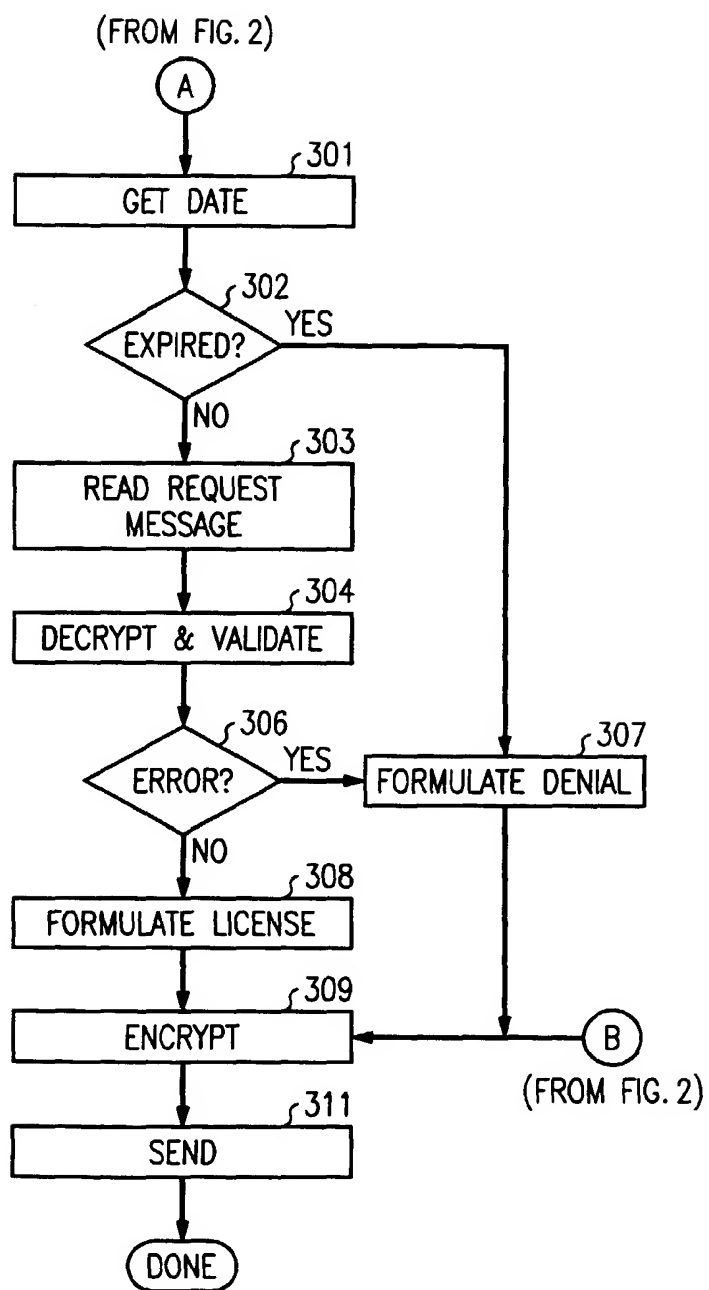 (FROM FIG. 2)
A
301
GET DATE
302
EXPIRED?
YES
NO
303
READ REQUEST
MESSAGE
304
DECRYPT & VALIDATE
306
ERROR?
YES
307
FORMULATE DENIAL
NO
308
FORMULATE LICENSE
309
ENCRYPT
B
(FROM FIG. 2)
311
SEND
DONE